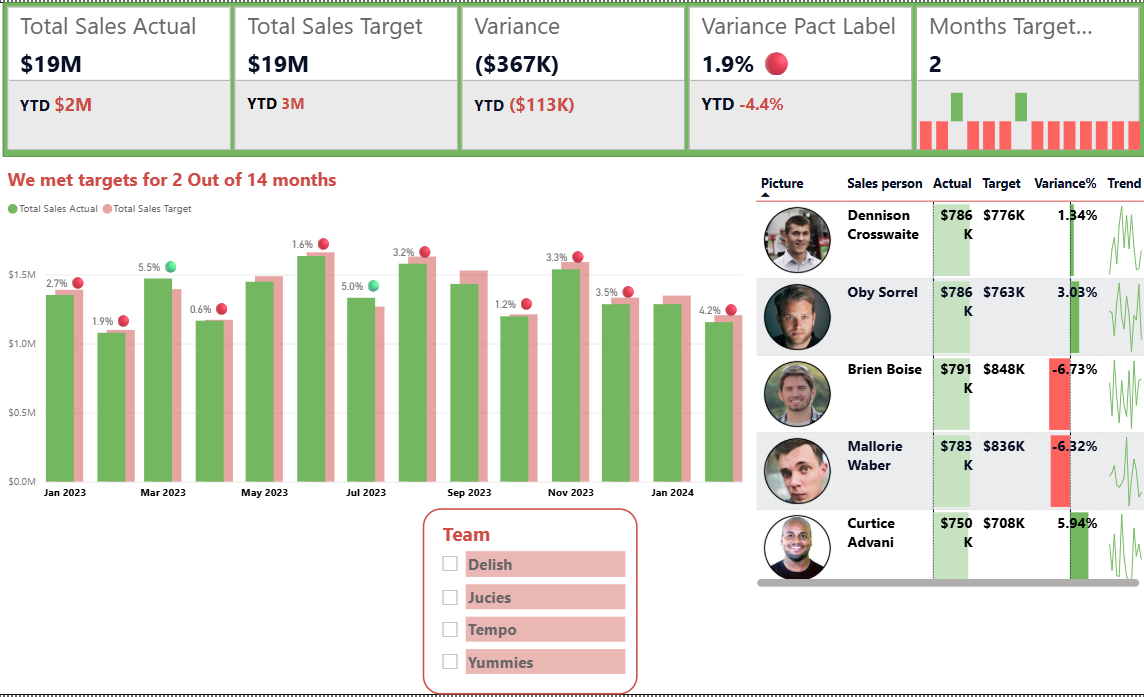 Total Sales Actual
$19M
YTD $2M
Total Sales Target
$19M
YTD 3M
Variance
($367K)
YTD ($113K)
Variance Pact Label
1.9%
YTD -4.4%
Months Target...
2
We met targets for 2 Out of 14 months
Total Sales Actual Total Sales Target
$1.5M
$1.0M
$0.5M
$0.0M
2.7%
1.9%
5.5%
0.6%
1.6%
5.0%
3.2%
1.2%
3.3%
3.5%
4.2%
Jan 2023 Mar 2023 May 2023 Jul 2023 Sep 2023 Nov 2023 Jan 2024
Picture Sales person Actual Target Variance% Trend
Dennison $786 $776K 1.34%
Crosswaite K
Oby Sorrel $786 $763K 3.03%
K
Brien Boise $791 $848K -6.73%
K
Mallorie $783 $836K -6.32%
Waber K
Curtice $750 $708K 5.94%
Advani K
Team
Delish
Jucies
Tempo
Yummies